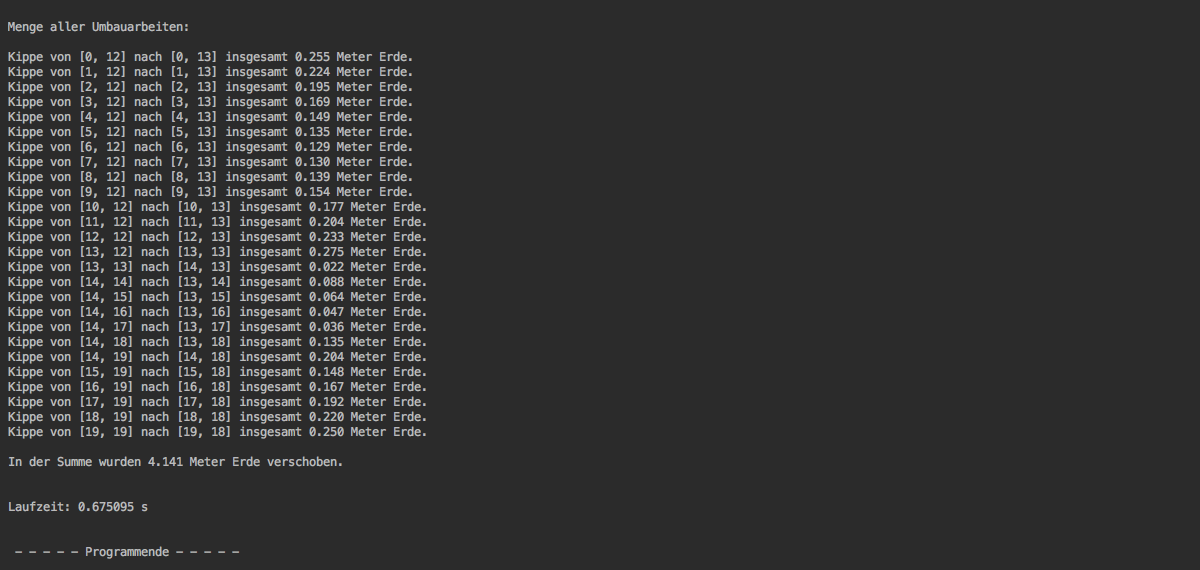 Menge aller Umbauarbeiten:
Kippe von [0, 12] nach [0, 13] insgesamt 0.255 Meter Erde.
Kippe von [1, 12] nach [1, 13] insgesamt 0.224 Meter Erde.
Kippe von [2, 12] nach [2, 13] insgesamt 0.195 Meter Erde.
Kippe von [3, 12] nach [3, 13] insgesamt 0.169 Meter Erde.
Kippe von [4, 12] nach [4, 13] insgesamt 0.149 Meter Erde.
Kippe von [5, 12] nach [5, 13] insgesamt 0.135 Meter Erde.
Kippe von [6, 12] nach [6, 13] insgesamt 0.129 Meter Erde.
Kippe von [7, 12] nach [7, 13] insgesamt 0.130 Meter Erde.
Kippe von [8, 12] nach [8, 13] insgesamt 0.139 Meter Erde.
Kippe von [9, 12] nach [9, 13] insgesamt 0.154 Meter Erde.
Kippe von [10, 12] nach [10, 13] insgesamt 0.177 Meter Erde.
Kippe von [11, 12] nach [11, 13] insgesamt 0.204 Meter Erde.
Kippe von [12, 12] nach [12, 13] insgesamt 0.233 Meter Erde.
Kippe von [13, 12] nach [13, 13] insgesamt 0.275 Meter Erde.
Kippe von [13, 13] nach [14, 13] insgesamt 0.022 Meter Erde.
Kippe von [14, 14] nach [13, 14] insgesamt 0.088 Meter Erde.
Kippe von [14, 15] nach [13, 15] insgesamt 0.064 Meter Erde.
Kippe von [14, 16] nach [13, 16] insgesamt 0.047 Meter Erde.
Kippe von [14, 17] nach [13, 17] insgesamt 0.036 Meter Erde.
Kippe von [14, 18] nach [13, 18] insgesamt 0.135 Meter Erde.
Kippe von [14, 19] nach [14, 18] insgesamt 0.204 Meter Erde.
Kippe von [15, 19] nach [15, 18] insgesamt 0.148 Meter Erde.
Kippe von [16, 19] nach [16, 18] insgesamt 0.167 Meter Erde.
Kippe von [17, 19] nach [17, 18] insgesamt 0.192 Meter Erde.
Kippe von [18, 19] nach [18, 18] insgesamt 0.220 Meter Erde.
Kippe von [19, 19] nach [19, 18] insgesamt 0.250 Meter Erde.
In der Summe wurden 4.141 Meter Erde verschoben.
Laufzeit: 0.675095 s
– – – – – Programmende – – – – –